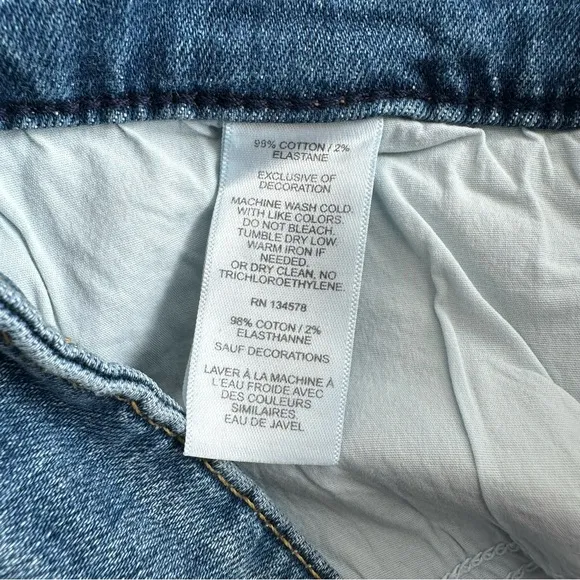 98% COTTON / 2%
ELASTANE
EXCLUSIVE OF
DECORATION
MACHINE WASH COLD.
WITH LIKE COLORS.
DO NOT BLEACH.
TUMBLE DRY LOW.
WARM IRON IF
NEEDED.
OR DRY CLEAN, NO
TRICHLOROETHYLENE.
RN 134578
98% COTTON / 2%
ELASTHANNE
SAUF DECORATIONS
LAVER À LA MACHINE À
L'EAU FROIDE AVEC
DES COULEURS
SIMILAIRES.
EAU DE JAVEL